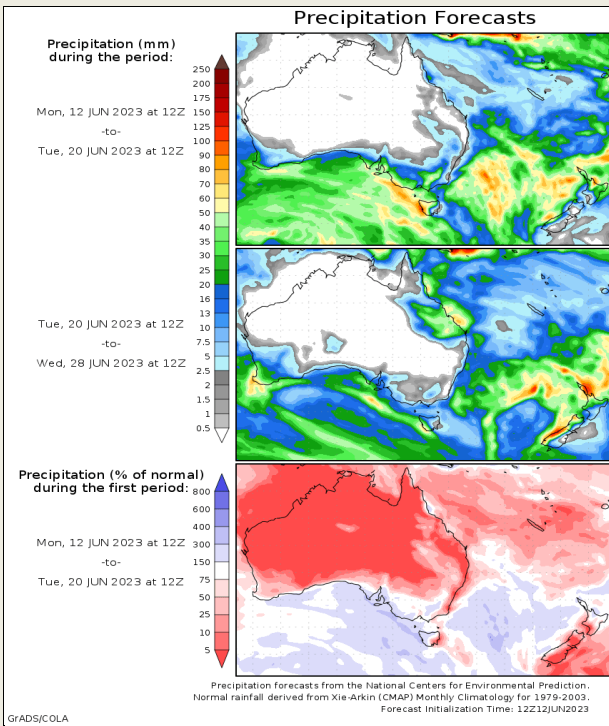 Precipitation Forecasts
Precipitation (mm)
during the period:
Mon, 12 JUN 2023 at 12Z
-to-
Tue, 20 JUN 2023 at 12Z
250
200
175
150
125
100
90
80
70
60
50
40
35
30
25
20
16
13
10
7.5
5
2.5
2
1.5
1
0.5
Tue, 20 JUN 2023 at 12Z
-to-
Wed, 28 JUN 2023 at 12Z
Precipitation (% of normal)
during the first period:
Mon, 12 JUN 2023 at 12Z
-to-
Tue, 20 JUN 2023 at 12Z
800
600
400
300
150
75
50
25
10
5
Precipitation forecasts from the National Centers for Environmental Prediction.
Normal rainfall derived from Xie-Arkin (CMAP) Monthly Climatology for 1979-2003.
Forecast Initialization Time: 12Z12JUN2023
GrADS/COLA